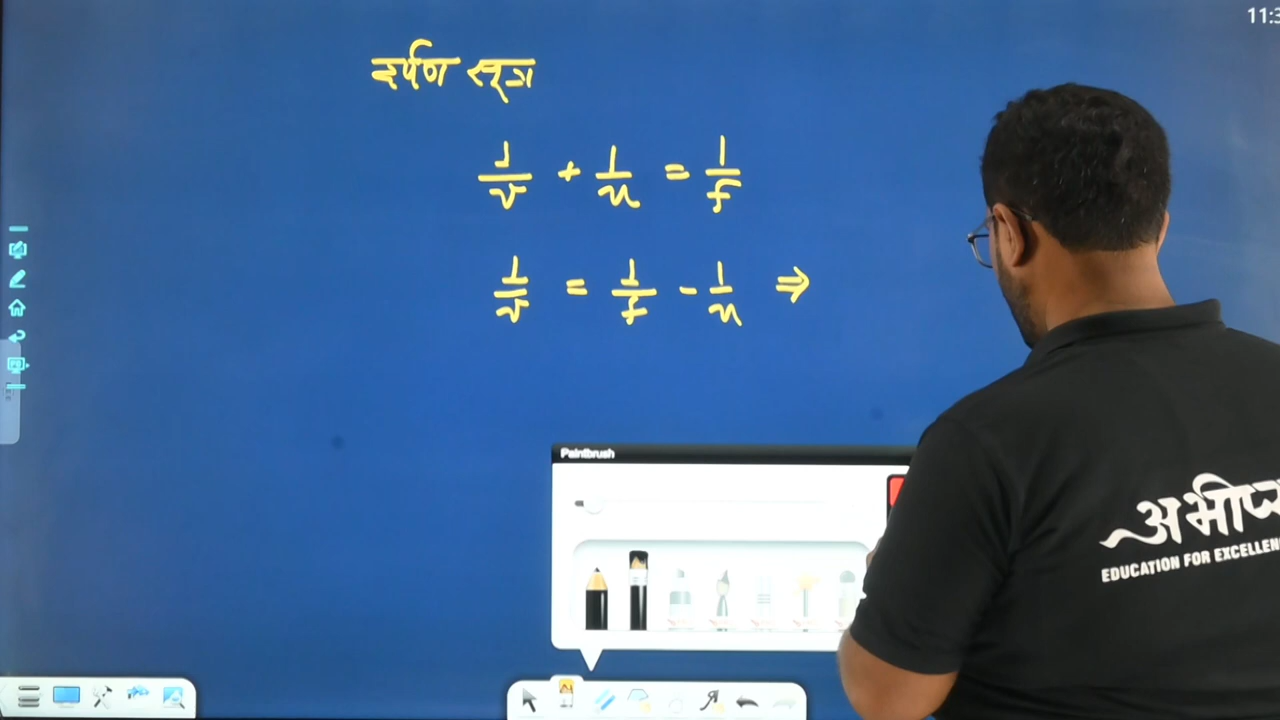 11:3
दर्पण सूत्र
1/v + 1/u = 1/f
1/v = 1/f - 1/u ⇒
Paintbrush
अभीप्स
EDUCATION FOR EXCELLEN